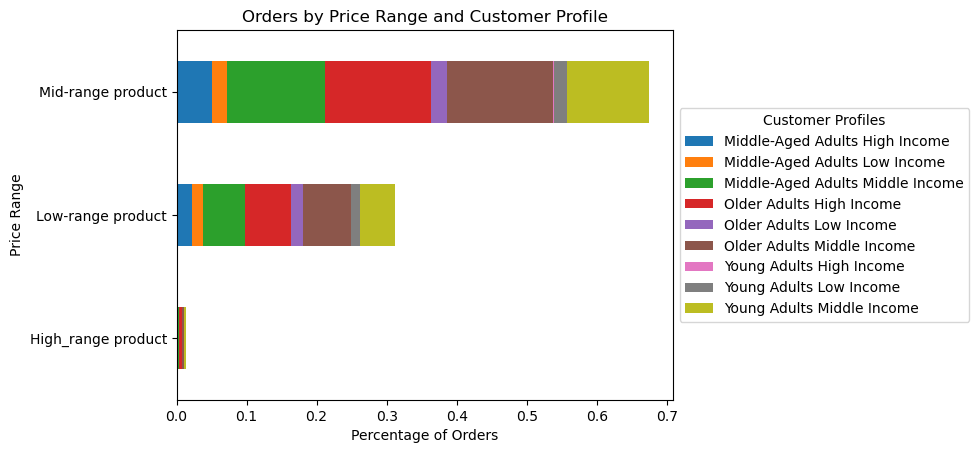 Orders by Price Range and Customer Profile
Price Range
Mid-range product
Low-range product
High_range product
0.0 0.1 0.2 0.3 0.4 0.5 0.6 0.7
Percentage of Orders
Customer Profiles
Middle-Aged Adults High Income
Middle-Aged Adults Low Income
Middle-Aged Adults Middle Income
Older Adults High Income
Older Adults Low Income
Older Adults Middle Income
Young Adults High Income
Young Adults Low Income
Young Adults Middle Income